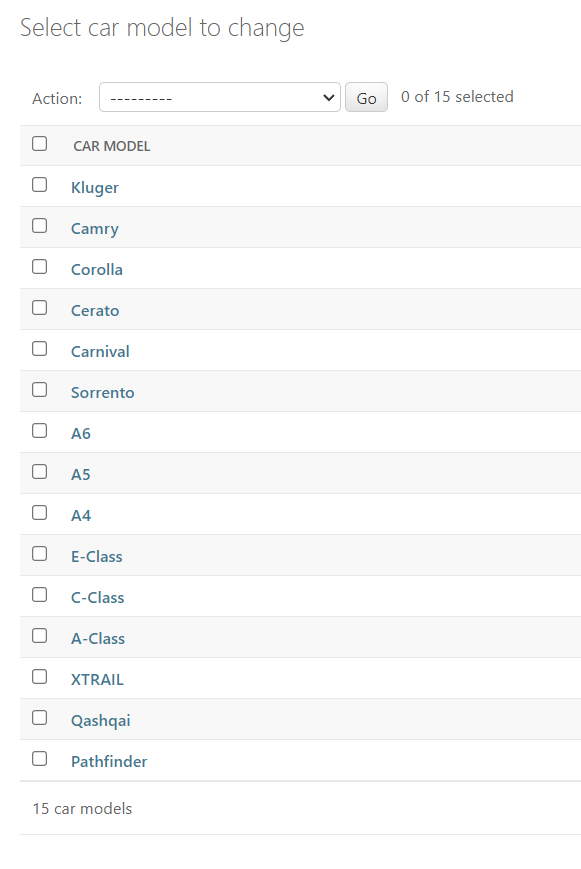 Select car model to change
Action: --------- Go 0 of 15 selected
CAR MODEL
Kluger
Camry
Corolla
Cerato
Carnival
Sorrento
A6
A5
A4
E-Class
C-Class
A-Class
XTRAIL
Qashqai
Pathfinder
15 car models